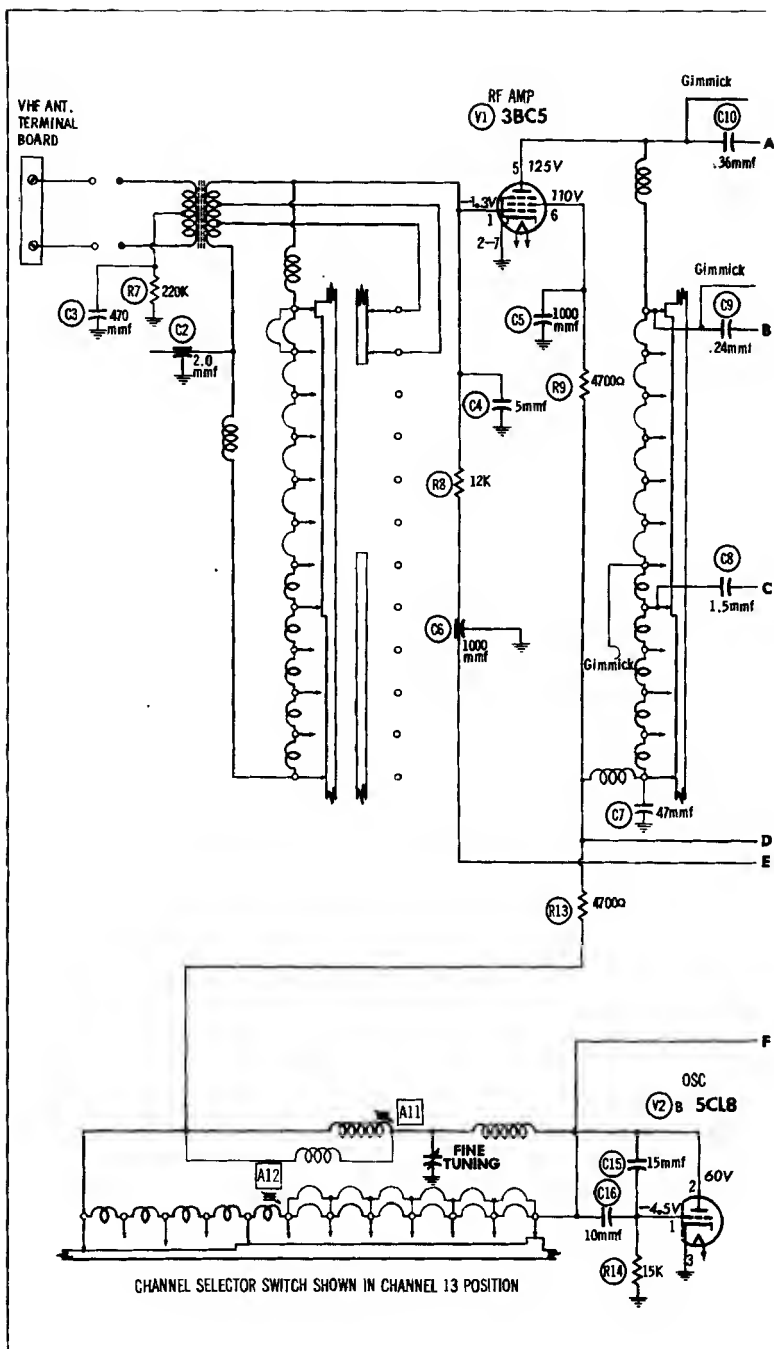 VHF ANT.
TERMINAL
BOARD
RF AMP
V1 3BC5
Gimmick
C10
A
.36mmf
5 125V
-1.3V
110V
1
6
2-7
Gimmick
C9
B
.24mmf
C3
470
mmf
R7
220K
C2
2.0
mmf
C5
1000
mmf
R9
4700Ω
C4
5mmf
R8
12K
C8
C
1.5mmf
C6
1000
mmf
Gimmick
C7
47mmf
D
E
R13
4700Ω
F
OSC
V2 B 5CL8
A11
A12
FINE
TUNING
C15
15mmf
2
60V
C16
-4.5V
1
10mmf
3
R14
15K
CHANNEL SELECTOR SWITCH SHOWN IN CHANNEL 13 POSITION